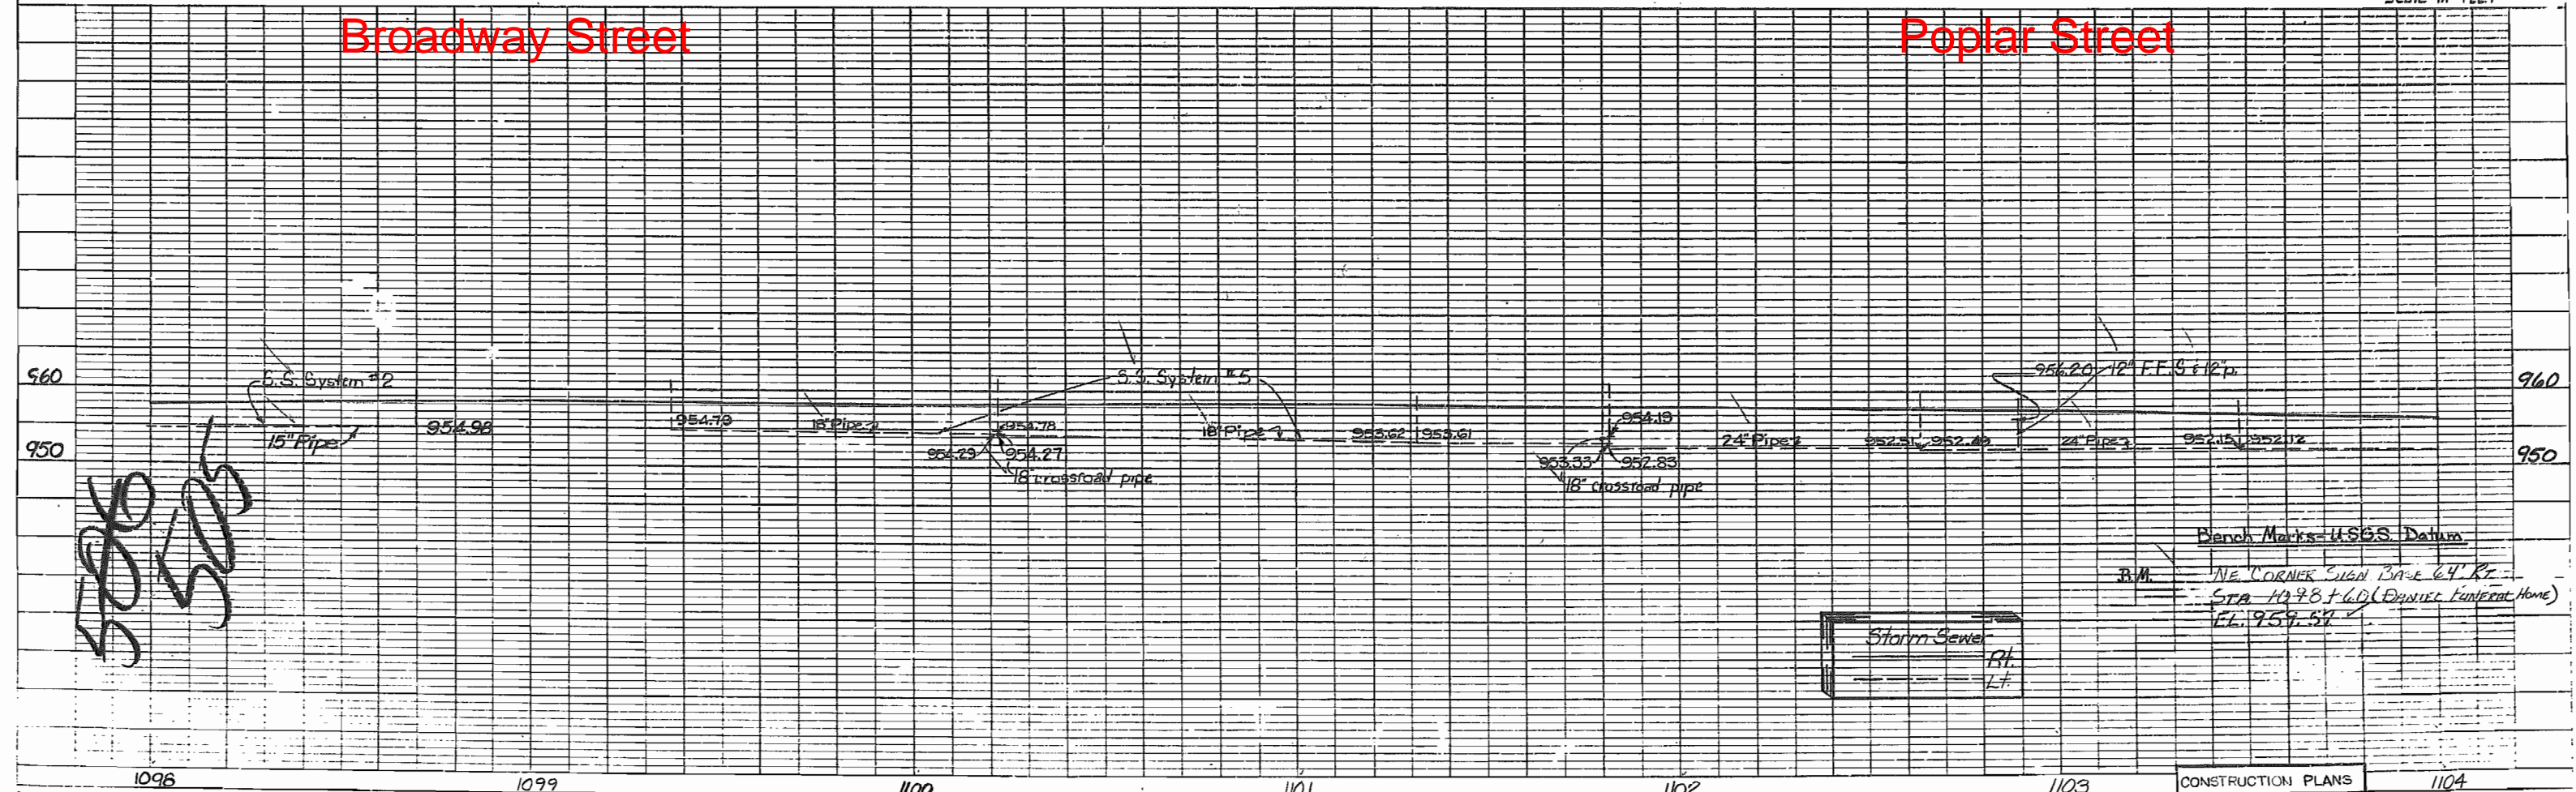 Broadway Street
Poplar Street
960
S.S. System #2
S.S. System #5
956.20
12" F.E.S & 12"p.
960
954.98
954.79
18" Pipe
954.78
954.19
15" Pipe
18" Pipe
953.62
953.61
24" Pipe
952.51
952.49
24" Pipe
952.15
952.12
950
954.29
954.27
953.33
952.83
950
18" crossroad pipe
18" crossroad pipe
Bench Marks - U.S.G.S. Datum
B.M.
NE. CORNER SIGN BASE 64' RT.
STA 1098+60 (DANIEL FUNERAL HOME)
EL. 959.57
Storm Sewer
Rt.
Lt.
1098
1099
1100
1101
1102
1103
CONSTRUCTION PLANS
1104